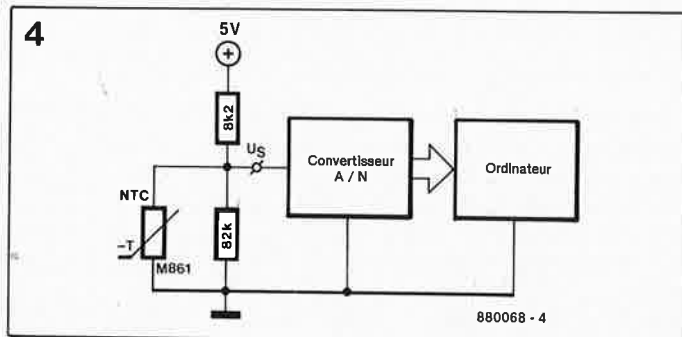 4
5V
8k2
US
Convertisseur
A / N
Ordinateur
NTC
82k
-T
M861
880068 - 4